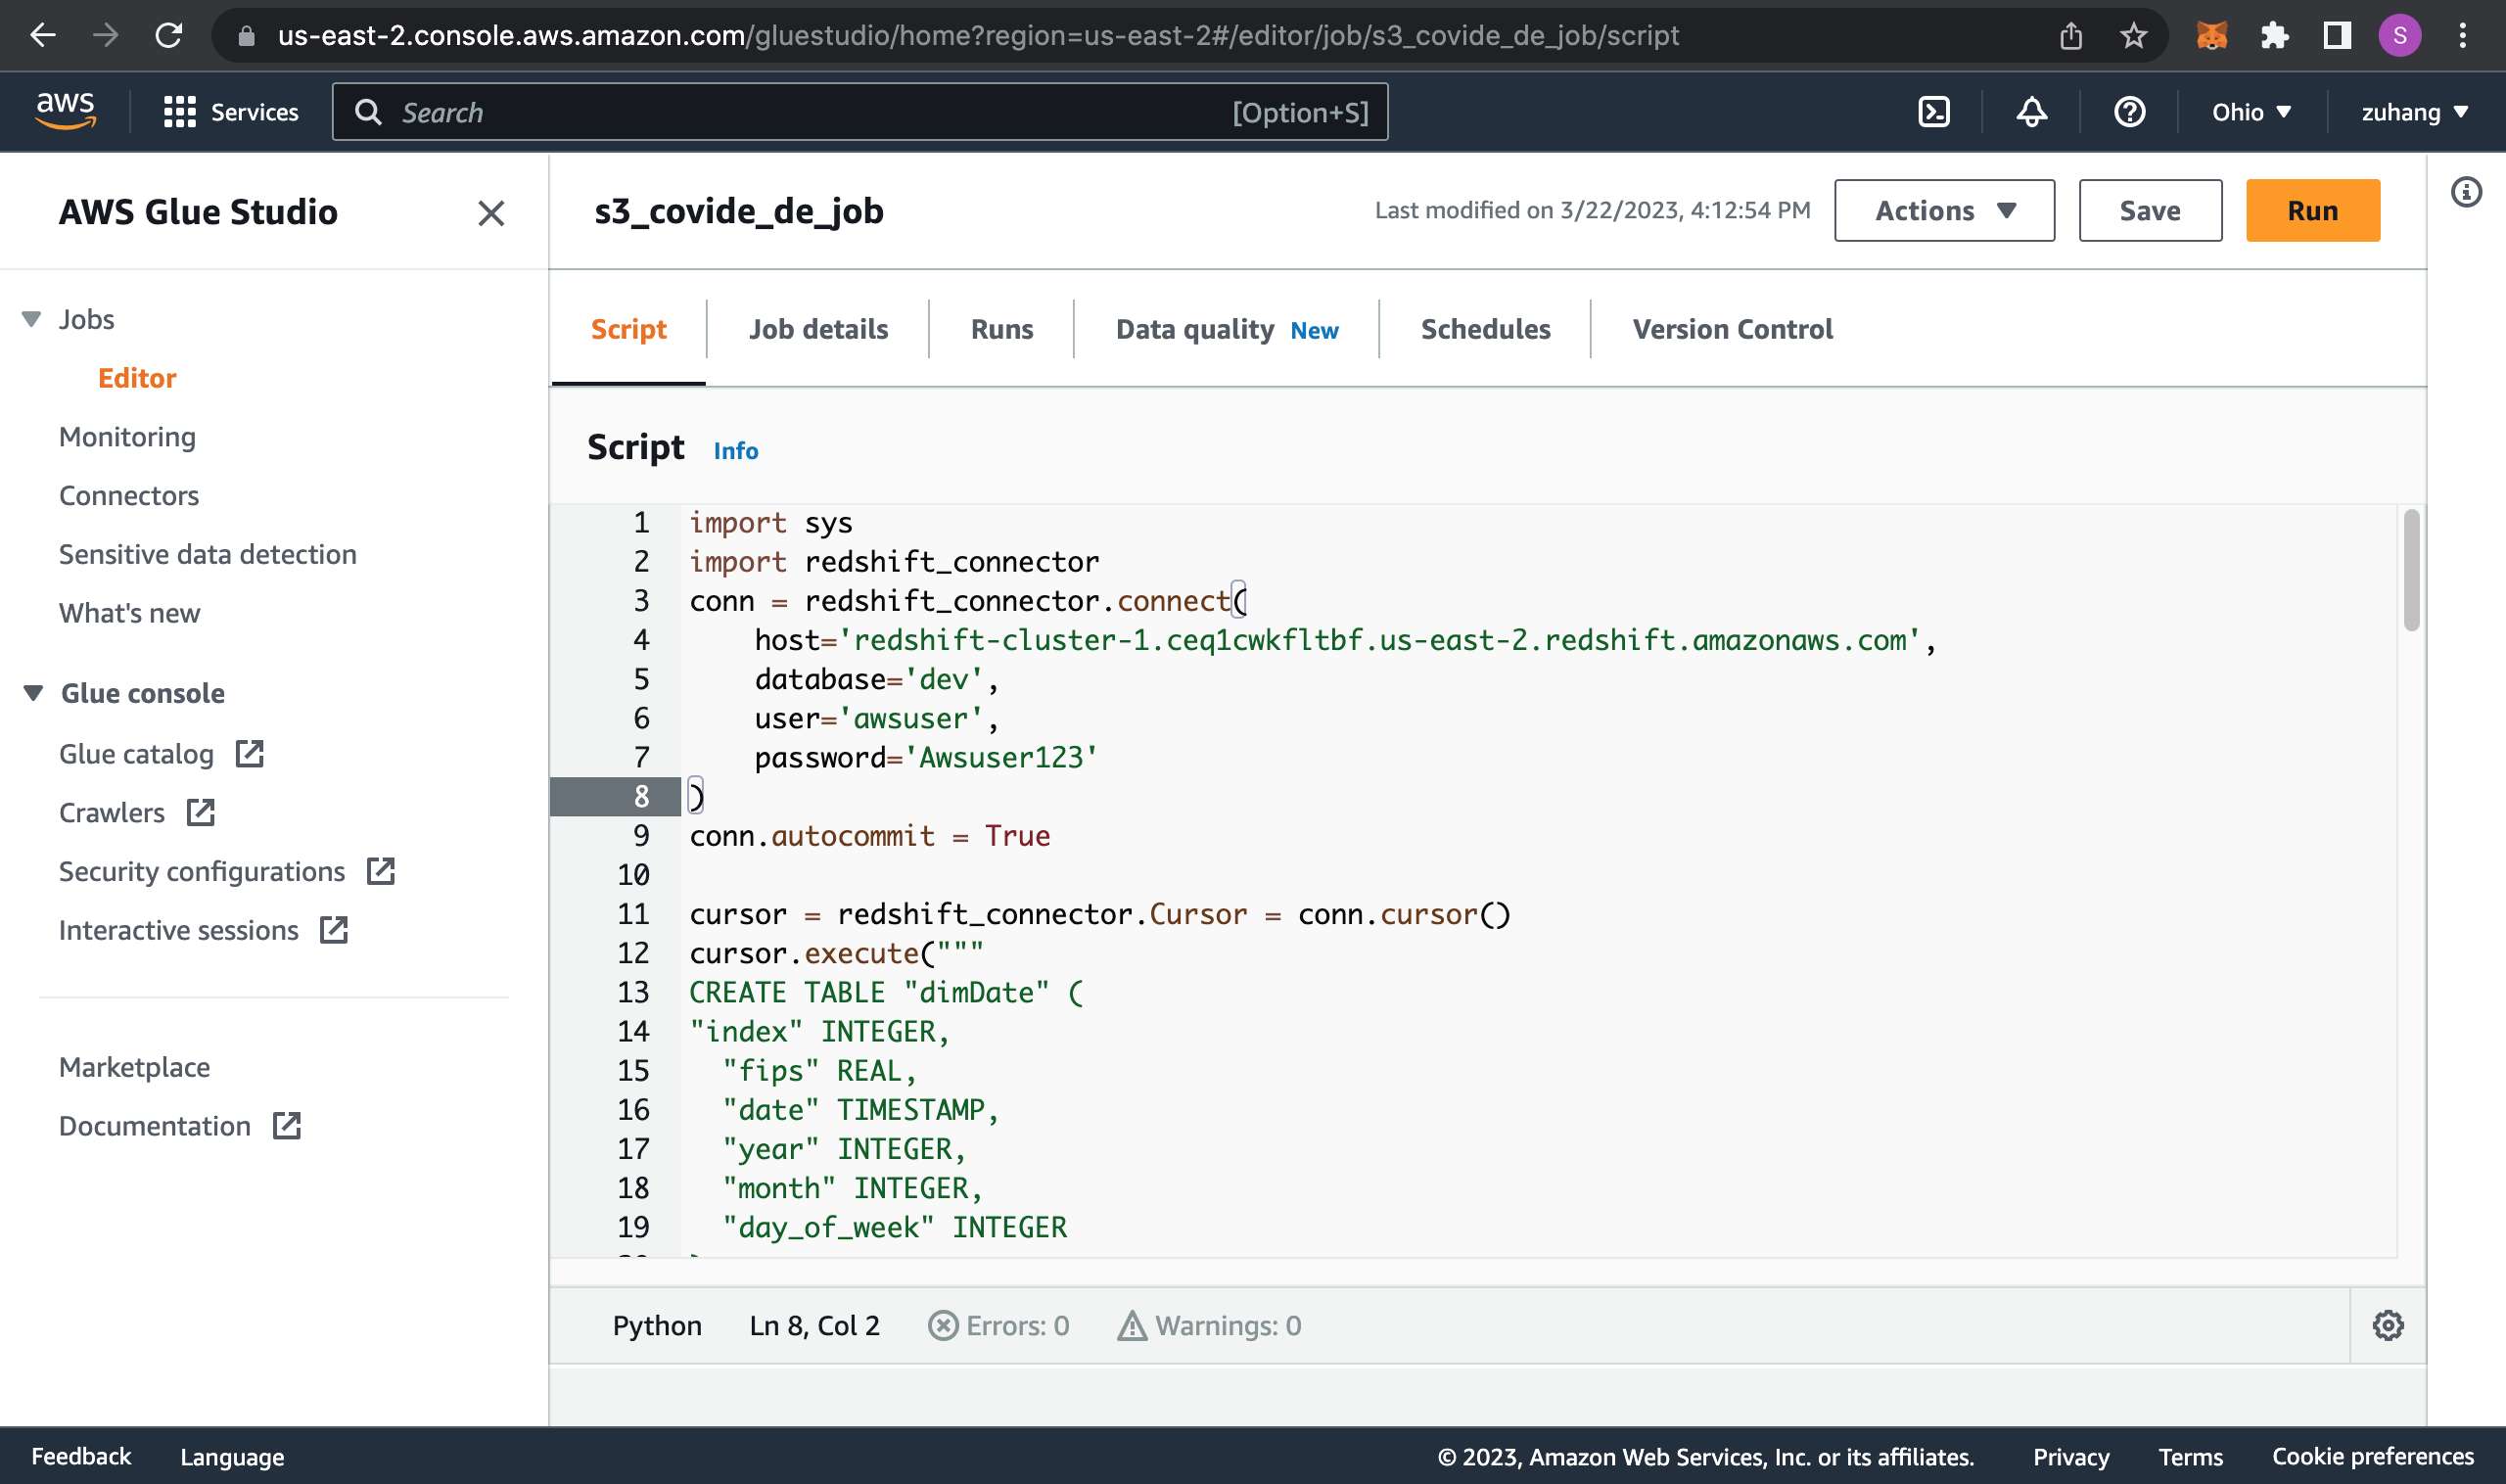 us-east-2.console.aws.amazon.com/gluestudio/home?region=us-east-2#/editor/job/s3_covide_de_job/script
S
aws
Services
Search
[Option+S]
Ohio
zuhang
AWS Glue Studio
Jobs
Editor
Monitoring
Connectors
Sensitive data detection
What's new
Glue console
Glue catalog
Crawlers
Security configurations
Interactive sessions
Marketplace
Documentation
s3_covide_de_job
Last modified on 3/22/2023, 4:12:54 PM
Actions
Save
Run
Script
Job details
Runs
Data quality New
Schedules
Version Control
Script Info
1 import sys
2 import redshift_connector
3 conn = redshift_connector.connect(
4 host='redshift-cluster-1.ceq1cwkfltbf.us-east-2.redshift.amazonaws.com',
5 database='dev',
6 user='awsuser',
7 password='Awsuser123'
8 )
9 conn.autocommit = True
10
11 cursor = redshift_connector.Cursor = conn.cursor()
12 cursor.execute("""
13 CREATE TABLE "dimDate" (
14 "index" INTEGER,
15 "fips" REAL,
16 "date" TIMESTAMP,
17 "year" INTEGER,
18 "month" INTEGER,
19 "day_of_week" INTEGER
Python Ln 8, Col 2 Errors: 0 Warnings: 0
Feedback Language © 2023, Amazon Web Services, Inc. or its affiliates. Privacy Terms Cookie preferences